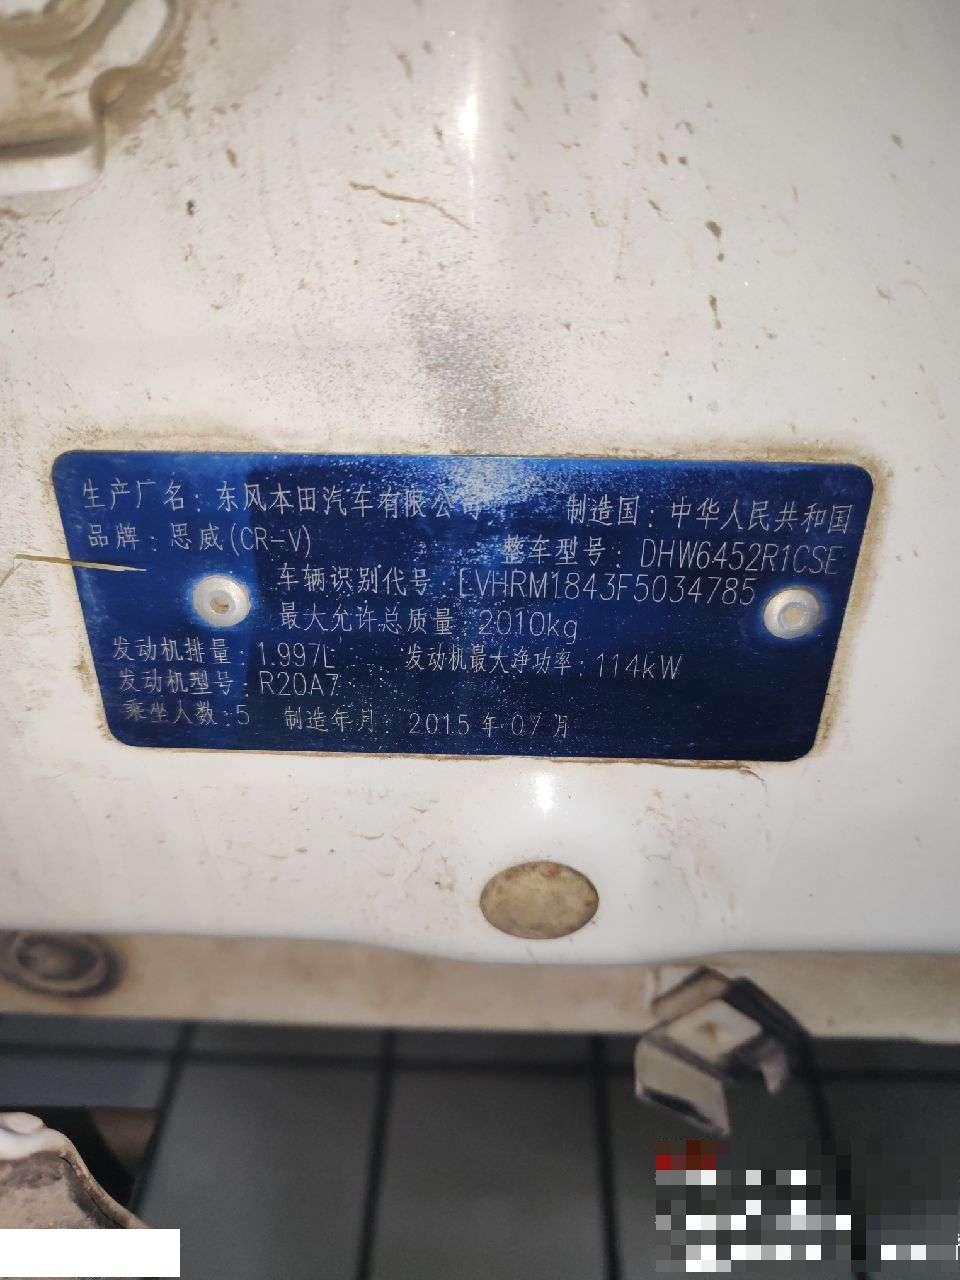 生产厂名：东风本田汽车有限公司 制造国：中华人民共和国
品牌：思威(CR-V) 整车型号：DHW6452R1CSE
车辆识别代号：LVHRM1843F5034785
最大允许总质量：2010kg
发动机排量：1.997L 发动机最大净功率：114kW
发动机型号：R20A7
乘坐人数：5 制造年月：2015年07月